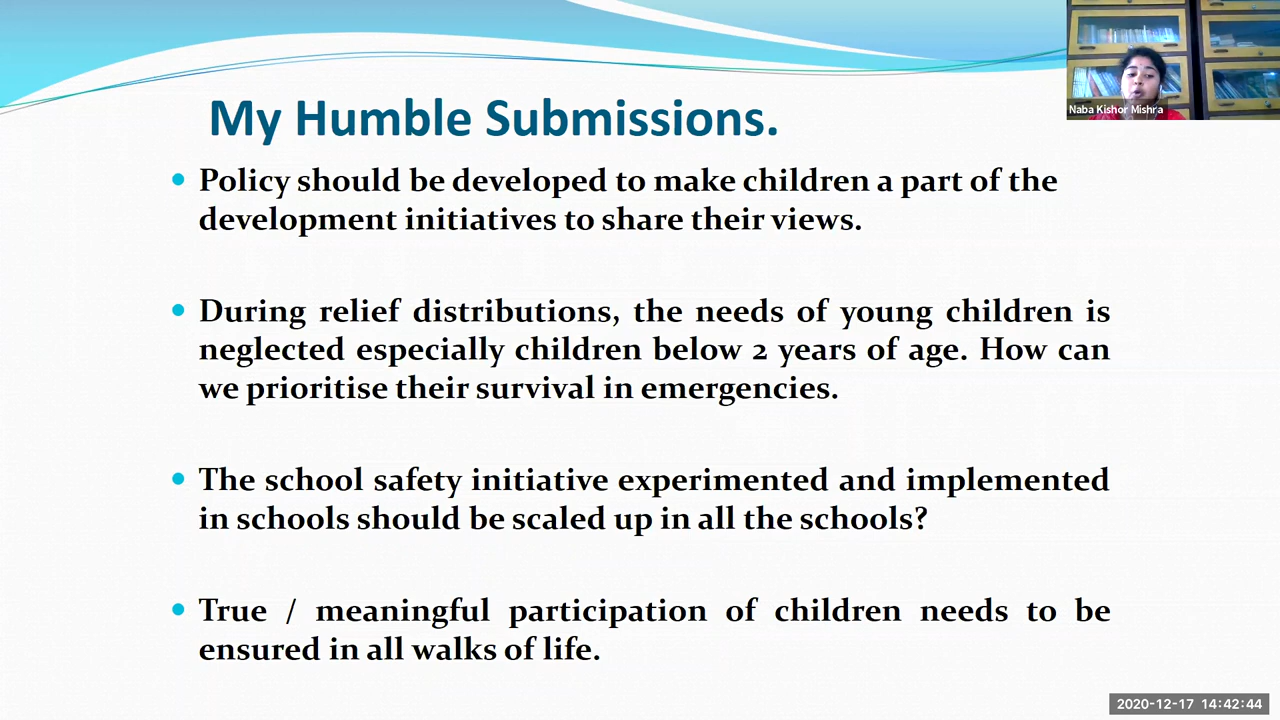 Naba Kishor Mishra
My Humble Submissions.
Policy should be developed to make children a part of the
development initiatives to share their views.
During relief distributions, the needs of young children is
neglected especially children below 2 years of age. How can
we prioritise their survival in emergencies.
The school safety initiative experimented and implemented
in schools should be scaled up in all the schools?
True / meaningful participation of children needs to be
ensured in all walks of life.
2020-12-17 14:42:44